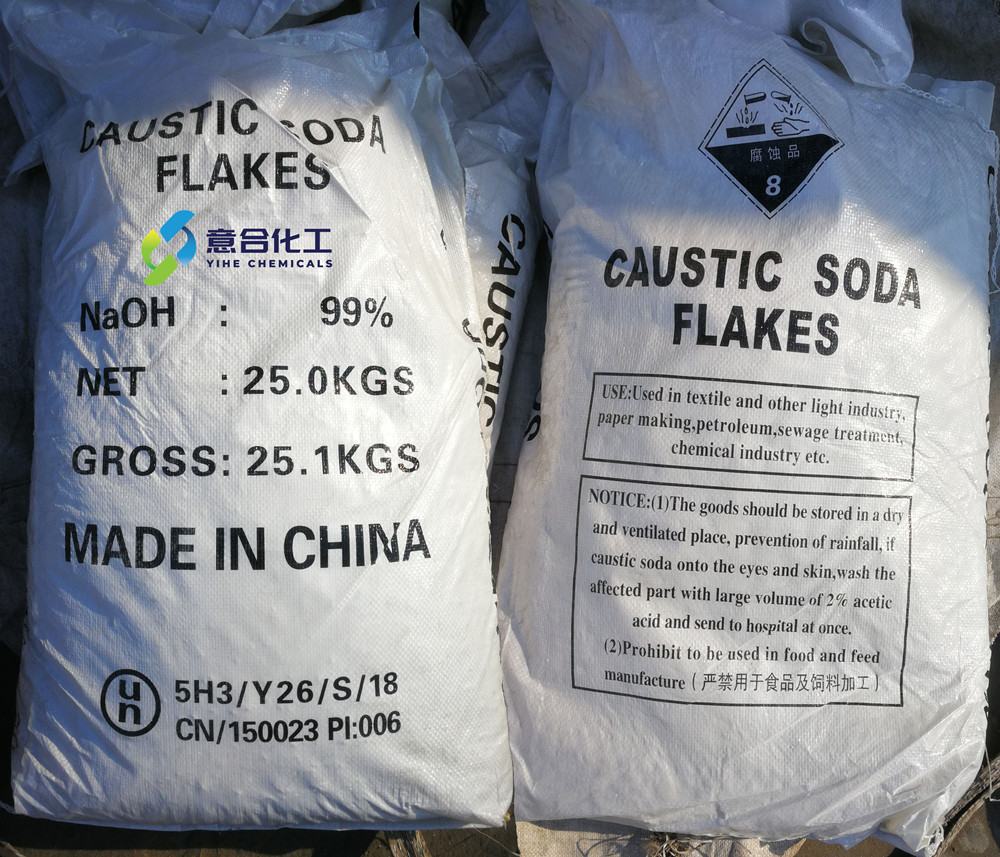 CAUSTIC SODA
FLAKES
意合化工
YIHE CHEMICALS
NaOH : 99%
NET : 25.0KGS
GROSS: 25.1KGS
MADE IN CHINA
un
5H3/Y26/S/18
CN/150023 PI:006
CAUSTIC
腐蚀品
8
CAUSTIC SODA
FLAKES
USE:Used in textile and other light industry,
paper making,petroleum,sewage treatment,
chemical industry etc.
NOTICE:(1)The goods should be stored in a dry
and ventilated place, prevention of rainfall, if
caustic soda onto the eyes and skin,wash the
affected part with large volume of 2% acetic
acid and send to hospital at once.
(2)Prohibit to be used in food and feed
manufacture (严禁用于食品及饲料加工)